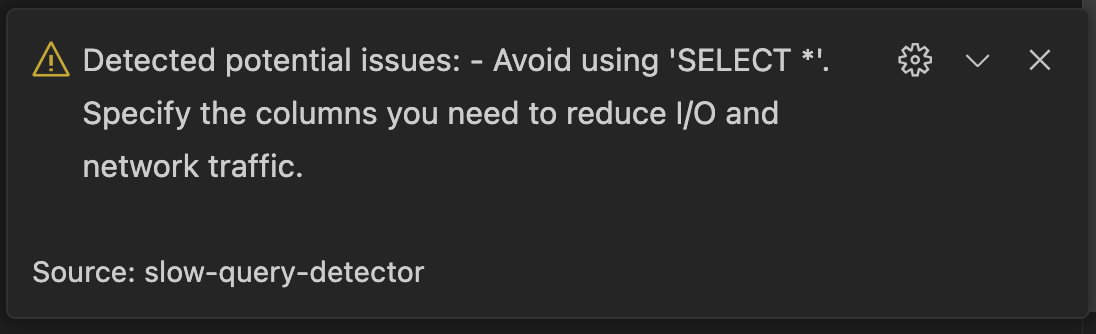 Detected potential issues: - Avoid using 'SELECT *'.
Specify the columns you need to reduce I/O and
network traffic.
Source: slow-query-detector